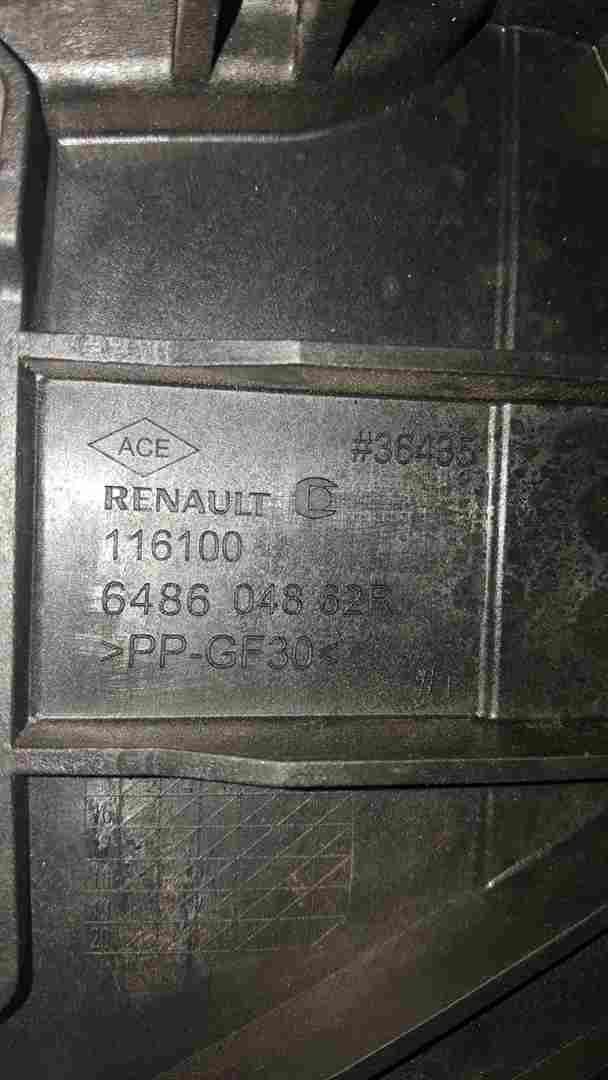 ACE
#36435
RENAULT
116100
6486 048 62R
>PP-GF30<